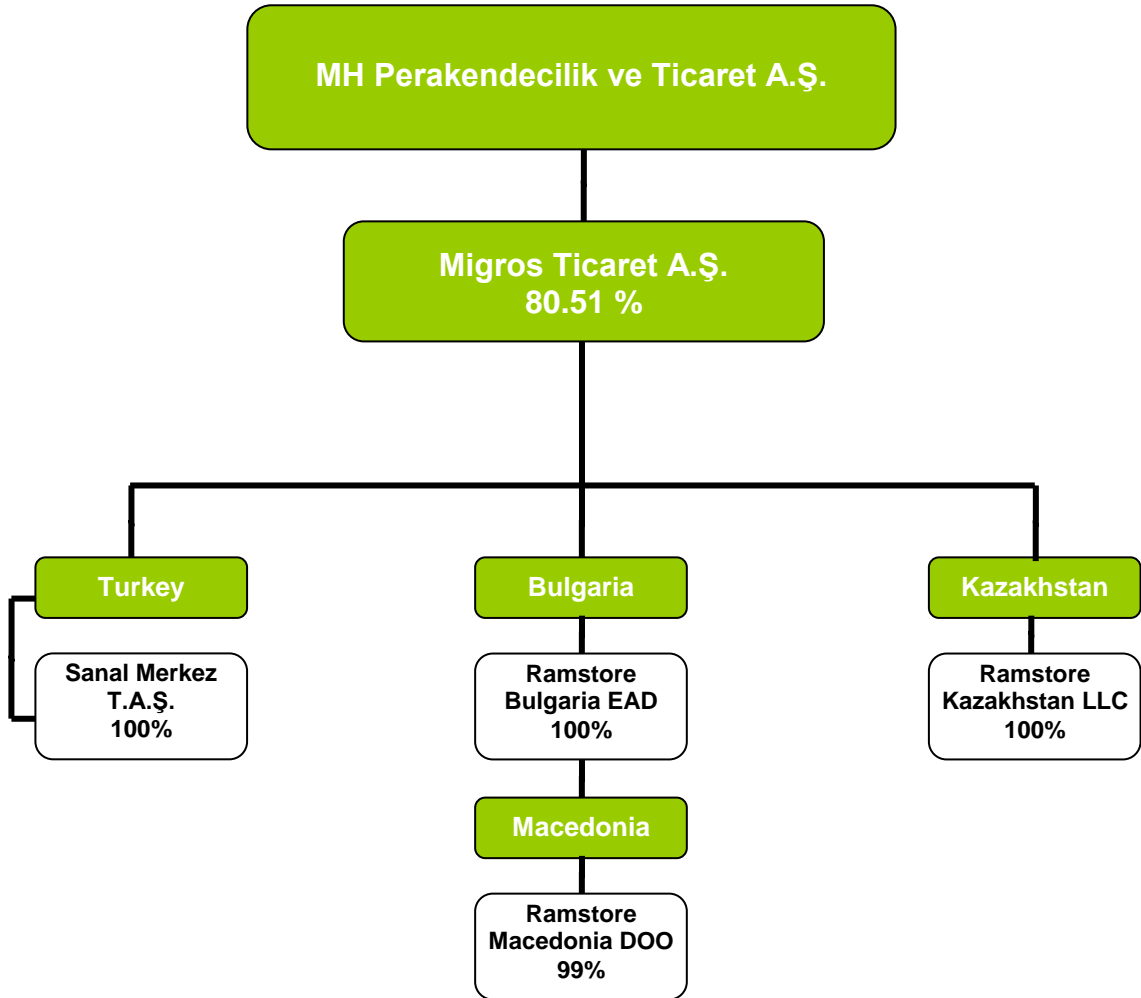 MH Perakendecilik ve Ticaret A.Ş.
Migros Ticaret A.Ş.
80.51 %
Turkey
Bulgaria
Kazakhstan
Sanal Merkez
T.A.Ş.
100%
Ramstore
Bulgaria EAD
100%
Ramstore
Kazakhstan LLC
100%
Macedonia
Ramstore
Macedonia DOO
99%